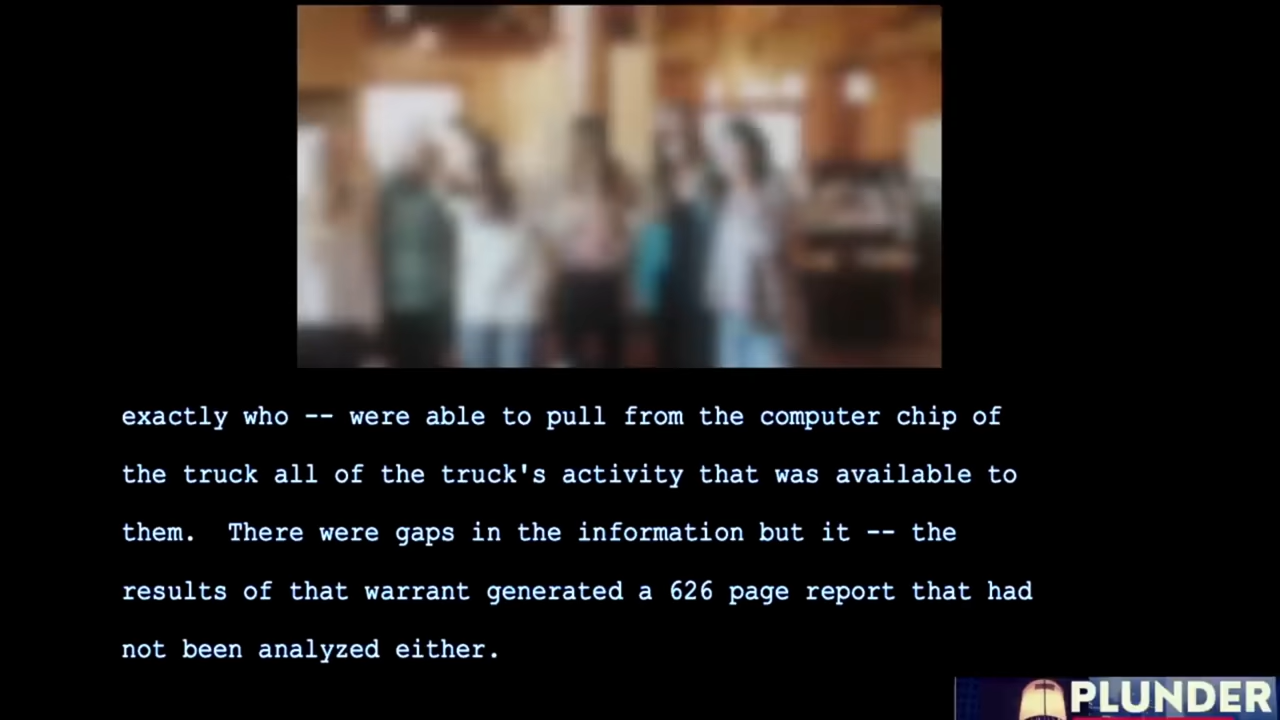 exactly who -- were able to pull from the computer chip of
the truck all of the truck's activity that was available to
them.  There were gaps in the information but it -- the
results of that warrant generated a 626 page report that had
not been analyzed either.
PLUNDER